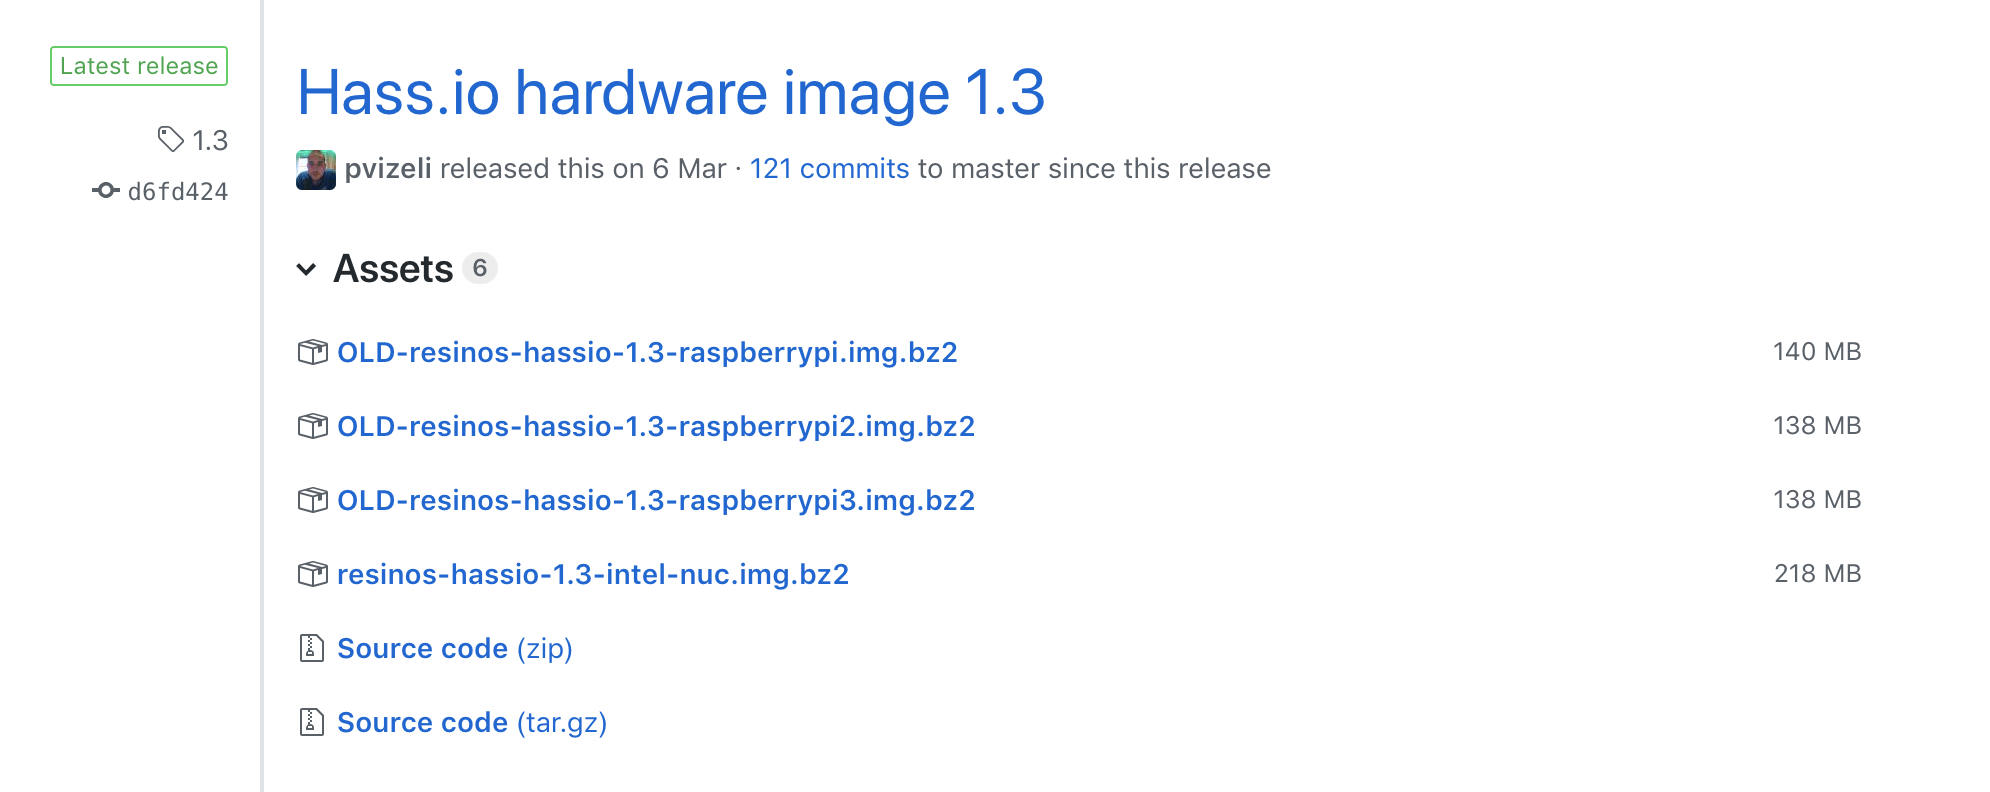 Latest release
1.3
d6fd424
Hass.io hardware image 1.3
pvizeli released this on 6 Mar · 121 commits to master since this release
Assets 6
OLD-resinos-hassio-1.3-raspberrypi.img.bz2 140 MB
OLD-resinos-hassio-1.3-raspberrypi2.img.bz2 138 MB
OLD-resinos-hassio-1.3-raspberrypi3.img.bz2 138 MB
resinos-hassio-1.3-intel-nuc.img.bz2 218 MB
Source code (zip)
Source code (tar.gz)